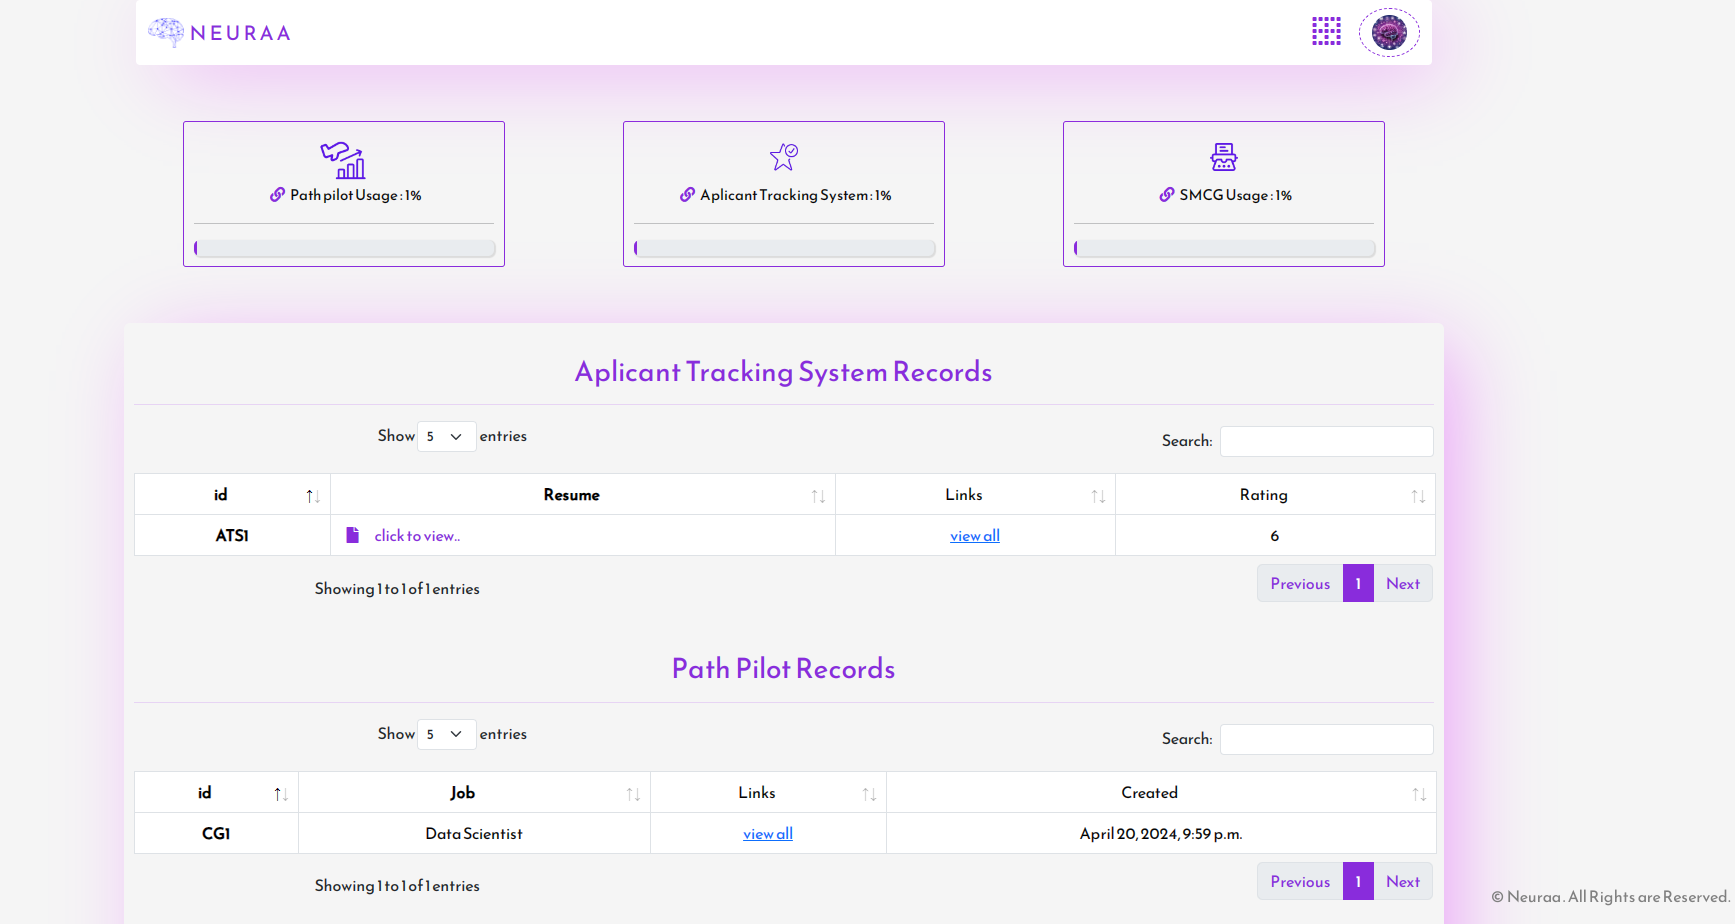 NEURAA
Path pilot Usage : 1%
Aplicant Tracking System : 1%
SMCG Usage : 1%
Aplicant Tracking System Records
Show 5 entries
Search:
id Resume Links Rating
ATS1 click to view.. view all 6
Showing 1 to 1 of 1 entries
Previous 1 Next
Path Pilot Records
Show 5 entries
Search:
id Job Links Created
CG1 Data Scientist view all April 20, 2024, 9:59 p.m.
Showing 1 to 1 of 1 entries
Previous 1 Next
© Neuraa . All Rights are Reserved.